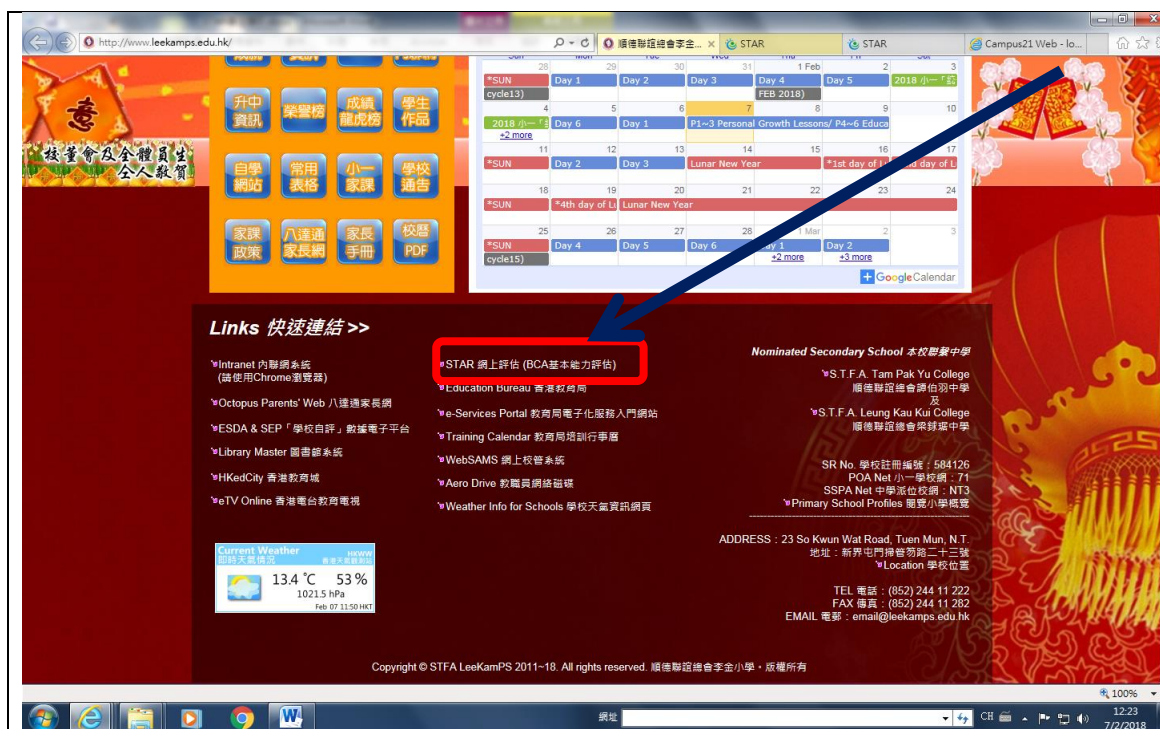 http://www.leekamps.edu.hk/
順德聯誼總會李金...
STAR
STAR
Campus21 Web - lo...
28 29 30 31 1 Feb 2 3
*SUN Day 1 Day 2 Day 3 Day 4 Day 5
cycle13) FEB 2018)
4 5 6 7 8 9 10
Day 6 Day 1 P1~3 Personal Growth Lessons/ P4~6 Educa
+2 more
11 12 13 14 15 16 17
*SUN Day 2 Day 3 Lunar New Year *1st day of L
18 19 20 21 22 23 24
*SUN *4th day of Lu Lunar New Year
25 26 27 28 1 Mar 2 3
*SUN Day 4 Day 5 Day 6 Day 1 Day 2
cycle15) +2 more +3 more
GoogleCalendar
升中資訊 榮譽榜 成績龍虎榜 學生作品
自學網站 常用表格 小一家課 學校通告
家課政策 八達通家長網 家長手冊 校曆PDF
校董會及全體員生
仝人敬賀
Links 快速連結 >>
Intranet 內聯網系統
(請使用Chrome瀏覽器)
Octopus Parents' Web 八達通家長網
ESDA & SEP「學校自評」數據電子平台
Library Master 圖書館系統
HKedCity 香港教育城
eTV Online 香港電台教育電視
STAR 網上評估 (BCA基本能力評估)
Education Bureau 香港教育局
e-Services Portal 教育局電子化服務入門網站
Training Calendar 教育局培訓行事曆
WebSAMS 網上校管系統
Aero Drive 教職員網絡磁碟
Weather Info for Schools 學校天氣資訊網頁
Nominated Secondary School 本校聯繫中學
S.T.F.A. Tam Pak Yu College
順德聯誼總會譚伯羽中學
及
S.T.F.A. Leung Kau Kui College
順德聯誼總會梁銶琚中學
SR No. 學校註冊編號：584126
POA Net 小一學校網：71
SSPA Net 中學派位校網：NT3
Primary School Profiles 閱覽小學概覽
ADDRESS：23 So Kwun Wat Road, Tuen Mun, N.T.
地址：新界屯門掃管笏路二十三號
Location 學校位置
TEL 電話：(852) 244 11 222
FAX 傳真：(852) 244 11 282
EMAIL 電郵：email@leekamps.edu.hk
Current Weather HKWW
即時天氣情況
13.4 °C 53 %
1021.5 hPa
Feb 07 11:50 HKT
Copyright © STFA LeeKamPS 2011~18. All rights reserved. 順德聯誼總會李金小學・版權所有
100%
網址
CH
12:23
7/2/2018